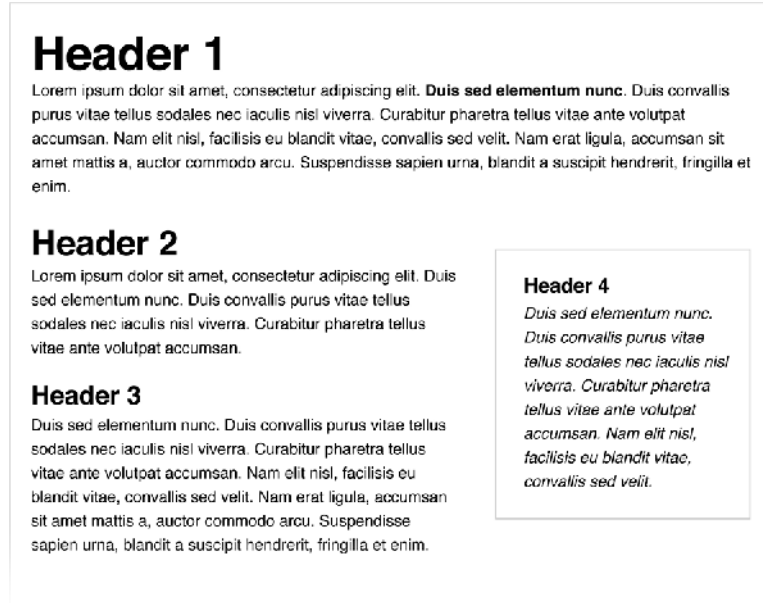 Header 1
Lorem ipsum dolor sit amet, consectetur adipiscing elit. Duis sed elementum nunc. Duis convallis
purus vitae tellus sodales nec iaculis nisl viverra. Curabitur pharetra tellus vitae ante volutpat
accumsan. Nam elit nisl, facilisis eu blandit vitae, convallis sed velit. Nam erat ligula, accumsan sit
amet mattis a, auctor commodo arcu. Suspendisse sapien urna, blandit a suscipit hendrerit, fringilla et
enim.
Header 2
Lorem ipsum dolor sit amet, consectetur adipiscing elit. Duis
sed elementum nunc. Duis convallis purus vitae tellus
sodales nec iaculis nisl viverra. Curabitur pharetra tellus
vitae ante volutpat accumsan.
Header 3
Duis sed elementum nunc. Duis convallis purus vitae tellus
sodales nec iaculis nisl viverra. Curabitur pharetra tellus
vitae ante volutpat accumsan. Nam elit nisl, facilisis eu
blandit vitae, convallis sed velit. Nam erat ligula, accumsan
sit amet mattis a, auctor commodo arcu. Suspendisse
sapien urna, blandit a suscipit hendrerit, fringilla et enim.
Header 4
Duis sed elementum nunc.
Duis convallis purus vitae
tellus sodales nec iaculis nisl
viverra. Curabitur pharetra
tellus vitae ante volutpat
accumsan. Nam elit nisl,
facilisis eu blandit vitae,
convallis sed velit.